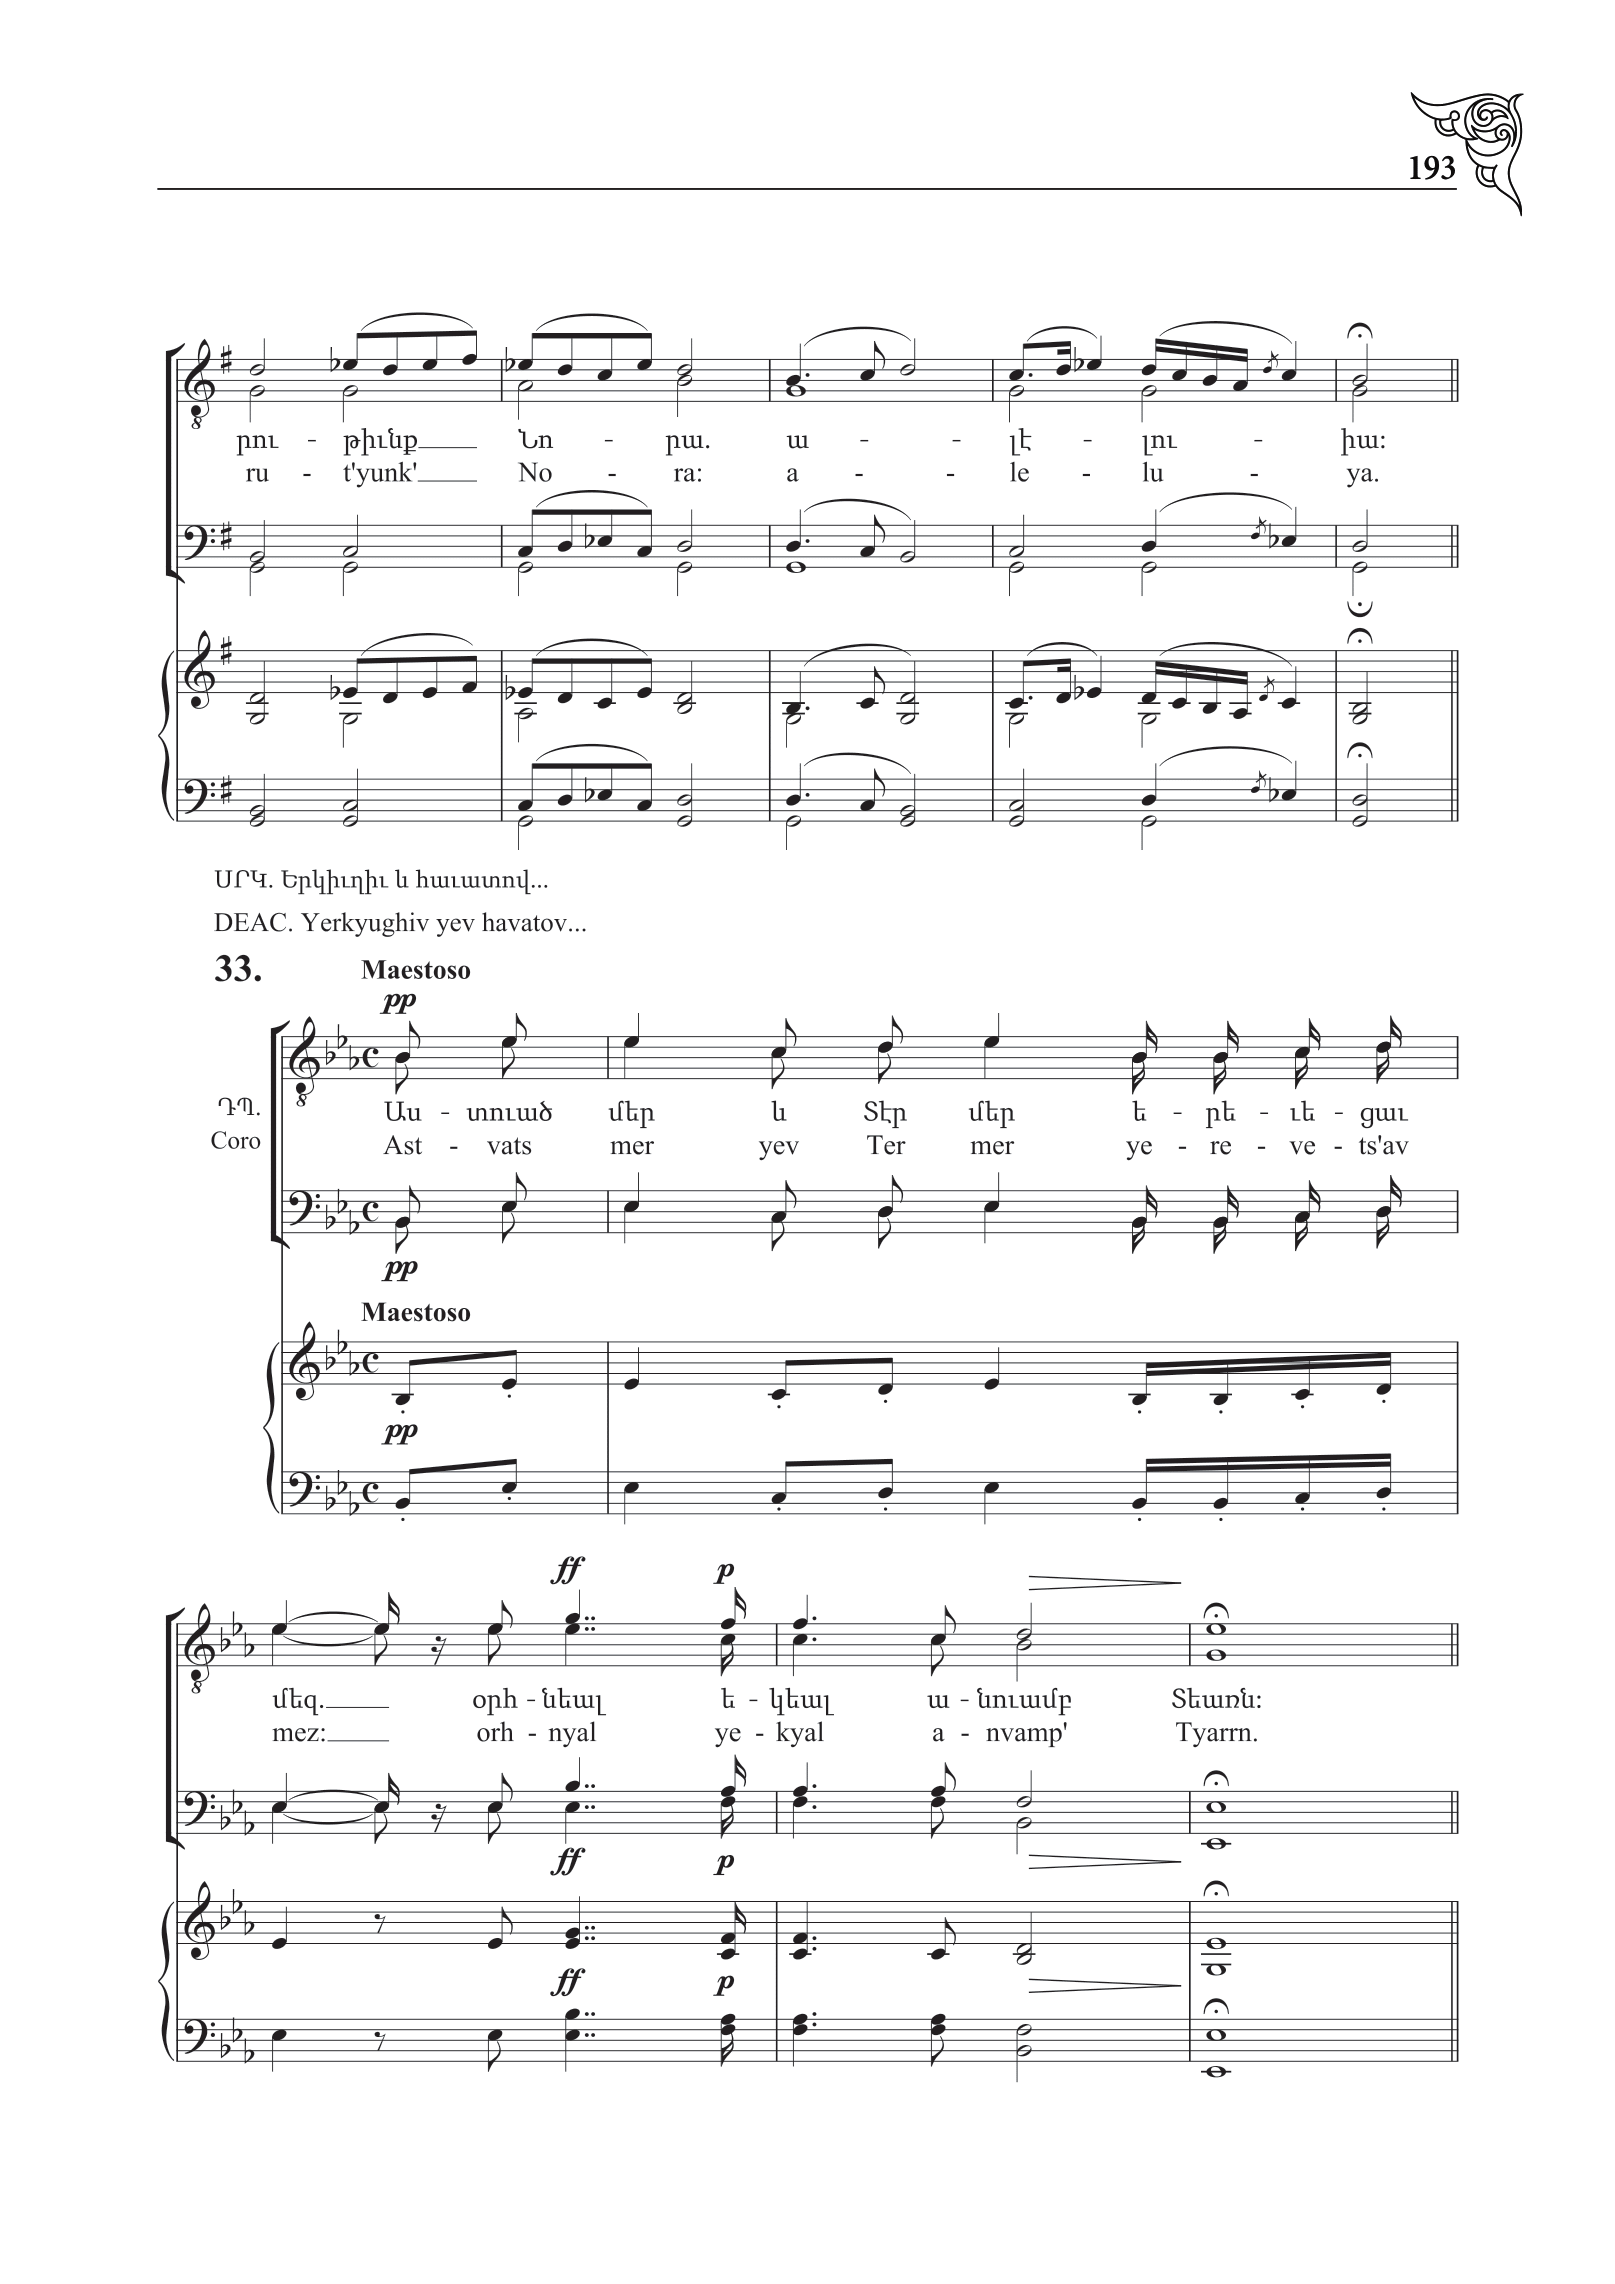 193
րու - թիւնք Նո - րա. ա - - լէ - լու - իա:
ru - t'yunk' No - ra: a - - le - lu - ya.
ՍՐԿ. Երկիւղիւ և հաւատով...
DEAC. Yerkyughiv yev havatov...
33. Maestoso
pp
ԴՊ. Աս - տուած մեր և Տէր մեր ե - րե - ւե - ցաւ
Coro Ast - vats mer yev Ter mer ye - re - ve - ts'av
pp
Maestoso
pp
ff p
մեզ. օրհ - նեալ ե - կեալ ա - նուամբ Տեառն:
mez: orh - nyal ye - kyal a - nvamp' Tyarrn.
ff p
ff p